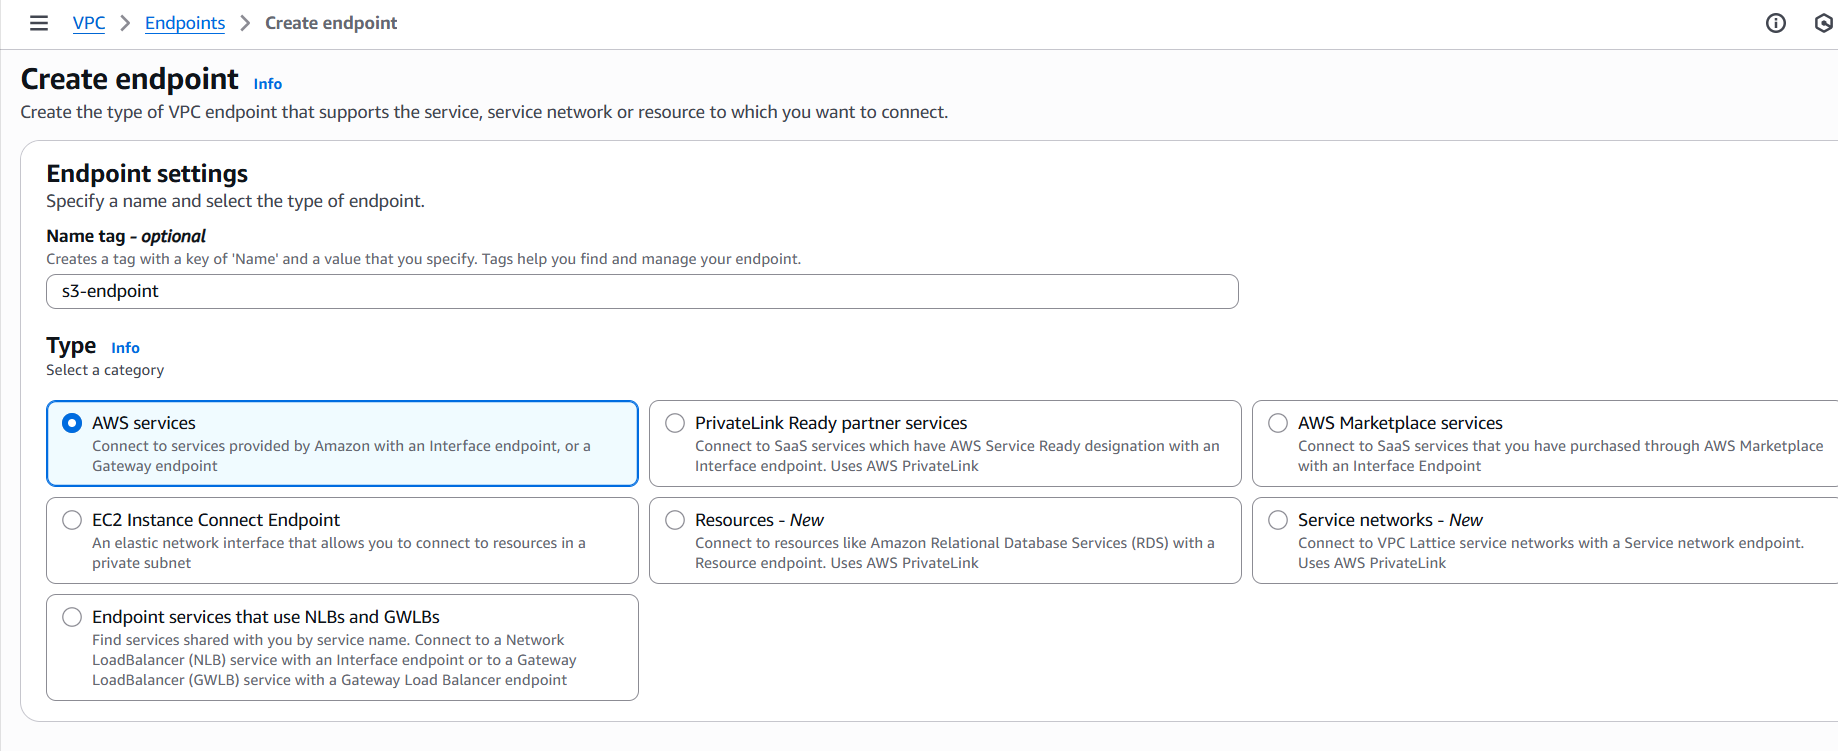 VPC > Endpoints > Create endpoint
Create endpoint Info
Create the type of VPC endpoint that supports the service, service network or resource to which you want to connect.
Endpoint settings
Specify a name and select the type of endpoint.
Name tag - optional
Creates a tag with a key of 'Name' and a value that you specify. Tags help you find and manage your endpoint.
s3-endpoint
Type Info
Select a category
AWS services
Connect to services provided by Amazon with an Interface endpoint, or a
Gateway endpoint
PrivateLink Ready partner services
Connect to SaaS services which have AWS Service Ready designation with an
Interface endpoint. Uses AWS PrivateLink
AWS Marketplace services
Connect to SaaS services that you have purchased through AWS Marketplace
with an Interface Endpoint
EC2 Instance Connect Endpoint
An elastic network interface that allows you to connect to resources in a
private subnet
Resources - New
Connect to resources like Amazon Relational Database Services (RDS) with a
Resource endpoint. Uses AWS PrivateLink
Service networks - New
Connect to VPC Lattice service networks with a Service network endpoint.
Uses AWS PrivateLink
Endpoint services that use NLBs and GWLBs
Find services shared with you by service name. Connect to a Network
LoadBalancer (NLB) service with an Interface endpoint or to a Gateway
LoadBalancer (GWLB) service with a Gateway Load Balancer endpoint